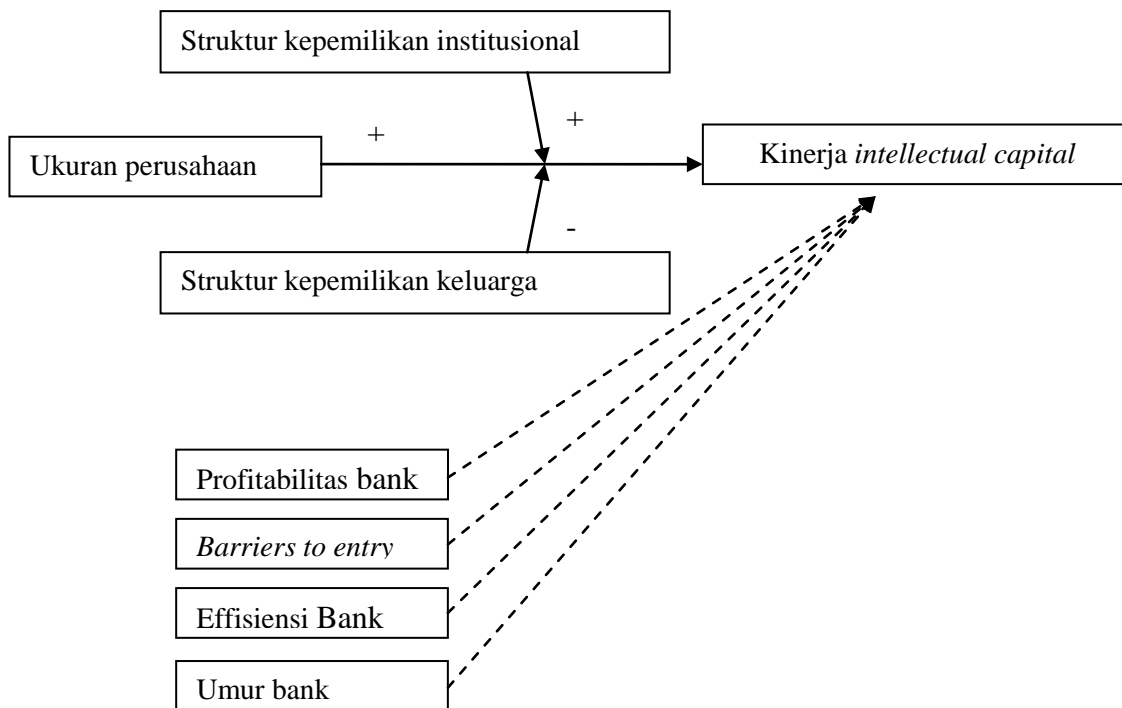 Struktur kepemilikan institusional
+
+
Ukuran perusahaan
Kinerja intellectual capital
-
Struktur kepemilikan keluarga
Profitabilitas bank
Barriers to entry
Effisiensi Bank
Umur bank